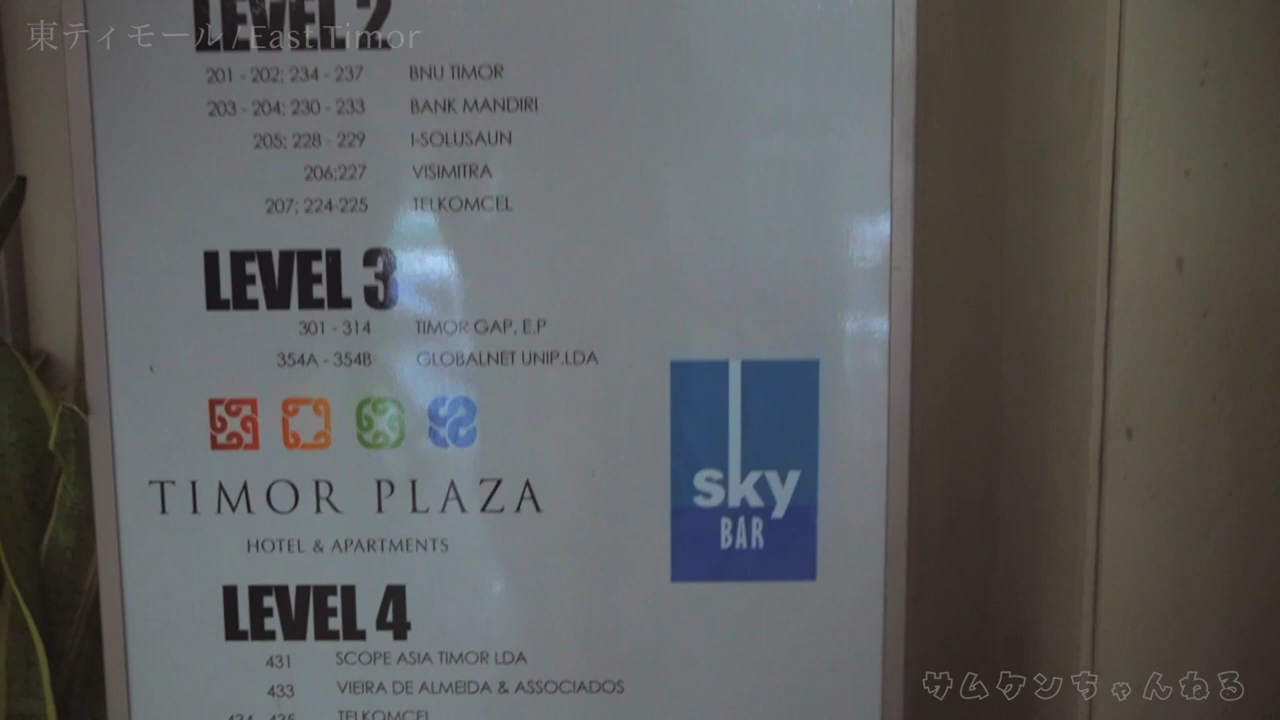 東ティモール/East Timor
LEVEL 2
201 - 202; 234 - 237 BNU TIMOR
203 - 204; 230 - 233 BANK MANDIRI
205; 228 - 229 I-SOLUSAUN
206;227 VISIMITRA
207; 224-225 TELKOMCEL
LEVEL 3
301 - 314 TIMOR GAP, E.P
354A - 354B GLOBALNET UNIP.LDA
TIMOR PLAZA
HOTEL & APARTMENTS
sky
BAR
LEVEL 4
431 SCOPE ASIA TIMOR LDA
433 VIEIRA DE ALMEIDA & ASSOCIADOS
434 - 435 TELKOMCEL
サムケンちゃんねる